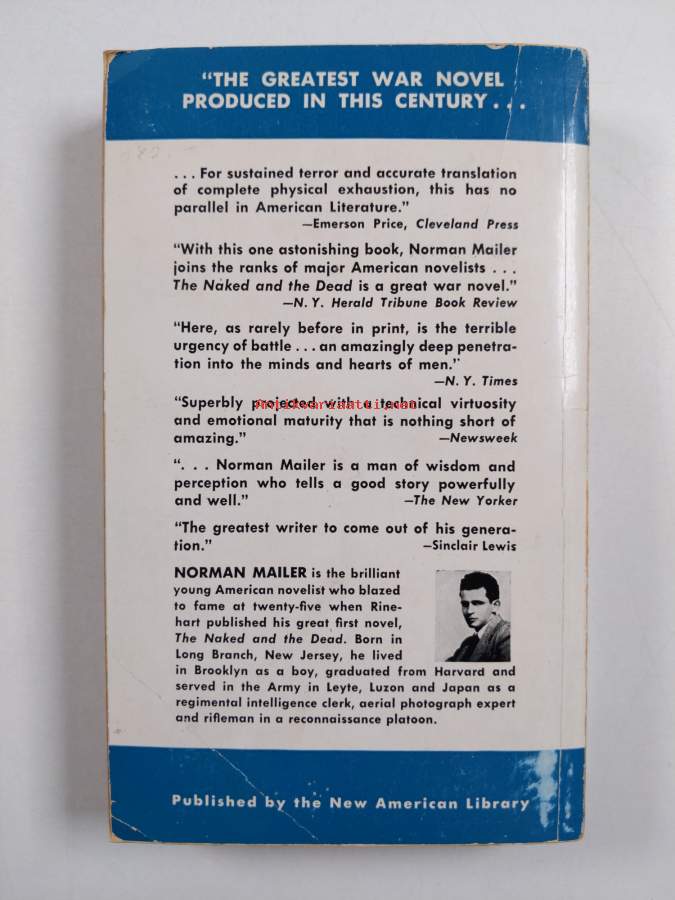 “THE GREATEST WAR NOVEL
PRODUCED IN THIS CENTURY...
... For sustained terror and accurate translation
of complete physical exhaustion, this has no
parallel in American Literature.”
—Emerson Price, Cleveland Press
“With this one astonishing book, Norman Mailer
joins the ranks of major American novelists ...
The Naked and the Dead is a great war novel.”
—N. Y. Herald Tribune Book Review
“Here, as rarely before in print, is the terrible
urgency of battle ... an amazingly deep penetra-
tion into the minds and hearts of men.”
—N. Y. Times
“Superbly projected with a technical virtuosity
Antikvariaatti.net
and emotional maturity that is nothing short of
amazing.” —Newsweek
“. . . Norman Mailer is a man of wisdom and
perception who tells a good story powerfully
and well.” —The New Yorker
“The greatest writer to come out of his genera-
tion.” —Sinclair Lewis
NORMAN MAILER is the brilliant
young American novelist who blazed
to fame at twenty-five when Rine-
hart published his great first novel,
The Naked and the Dead. Born in
Long Branch, New Jersey, he lived
in Brooklyn as a boy, graduated from Harvard and
served in the Army in Leyte, Luzon and Japan as a
regimental intelligence clerk, aerial photograph expert
and rifleman in a reconnaissance platoon.
Published by the New American Library